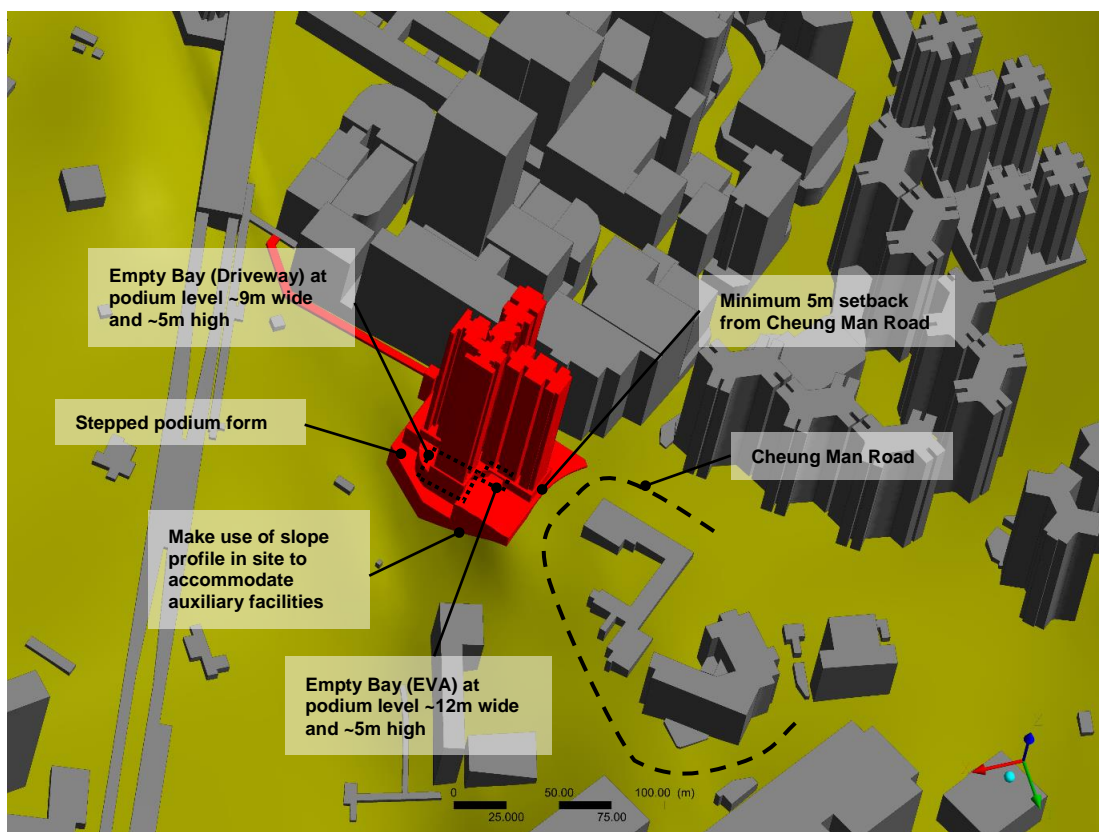 Empty Bay (Driveway) at
podium level ~9m wide
and ~5m high
Minimum 5m setback
from Cheung Man Road
Stepped podium form
Cheung Man Road
Make use of slope
profile in site to
accommodate
auxiliary facilities
Empty Bay (EVA) at
podium level ~12m wide
and ~5m high
0 50.00 100.00 (m)
25.000 75.00